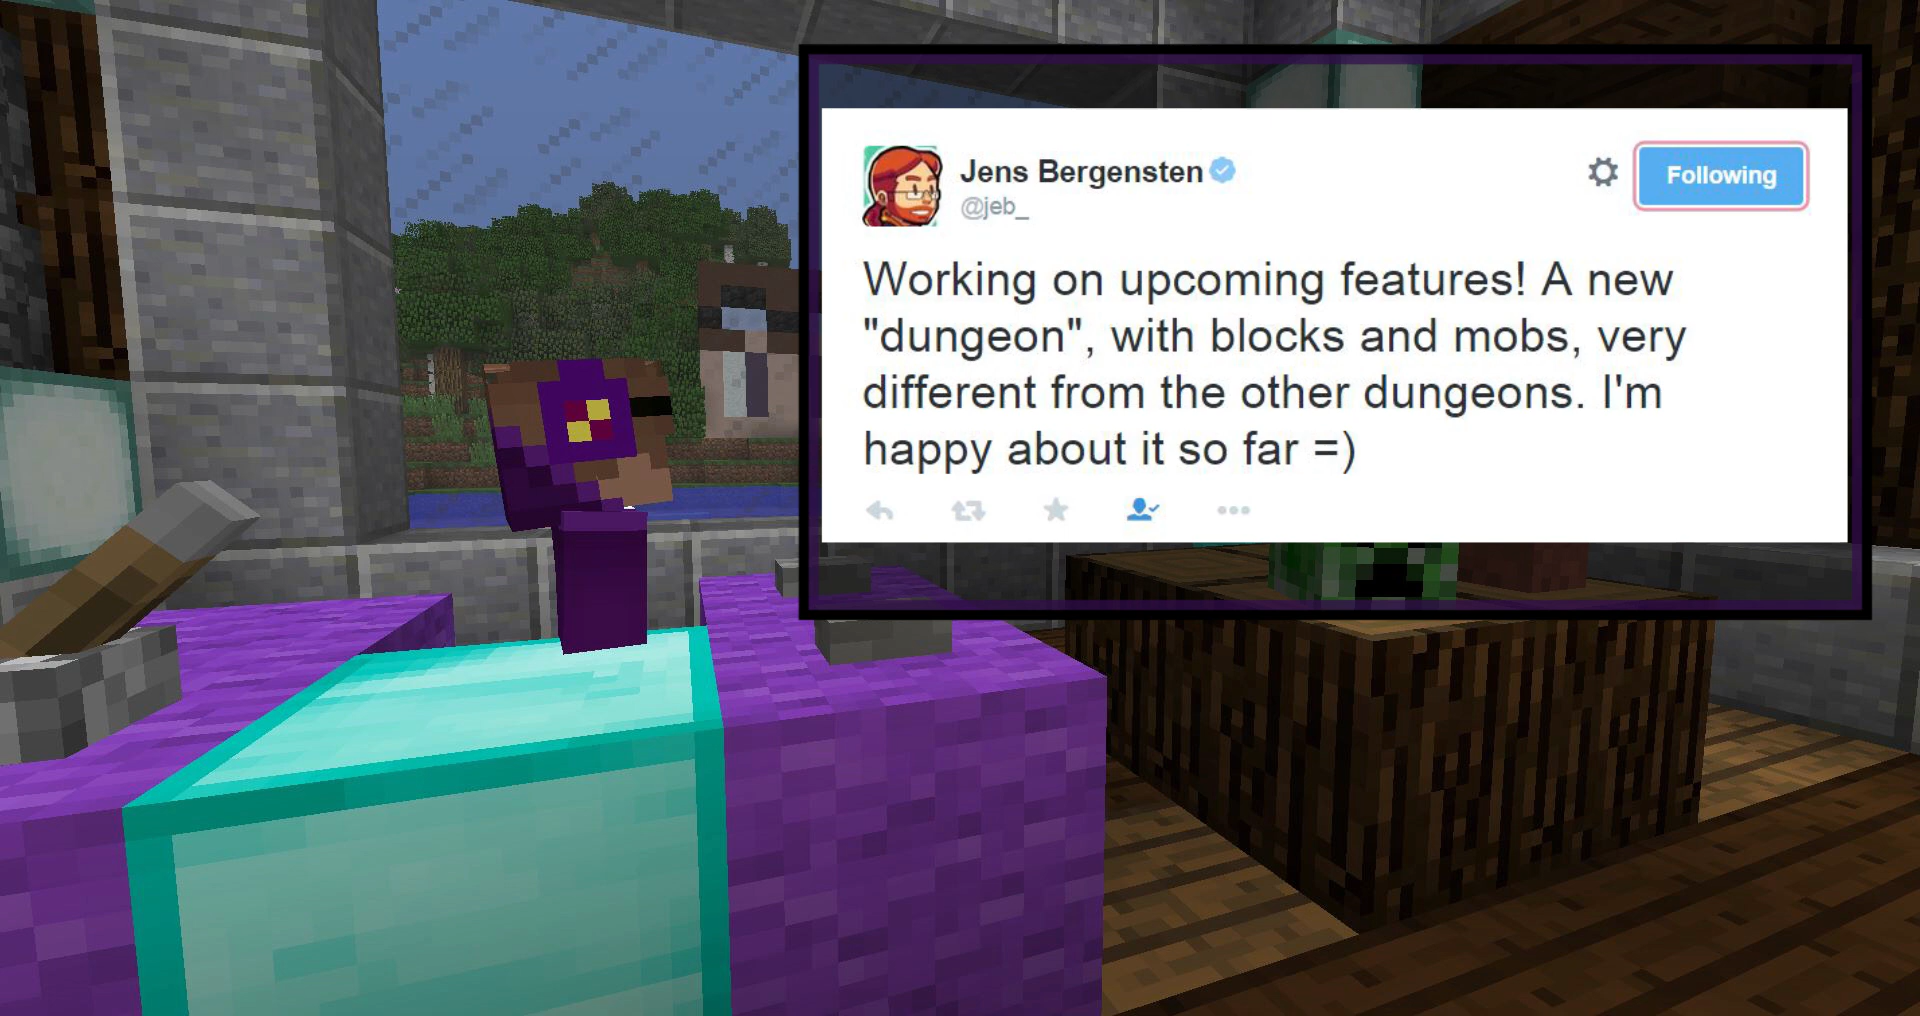 Jens Bergensten
@jeb_
Following
Working on upcoming features! A new
"dungeon", with blocks and mobs, very
different from the other dungeons. I'm
happy about it so far =)